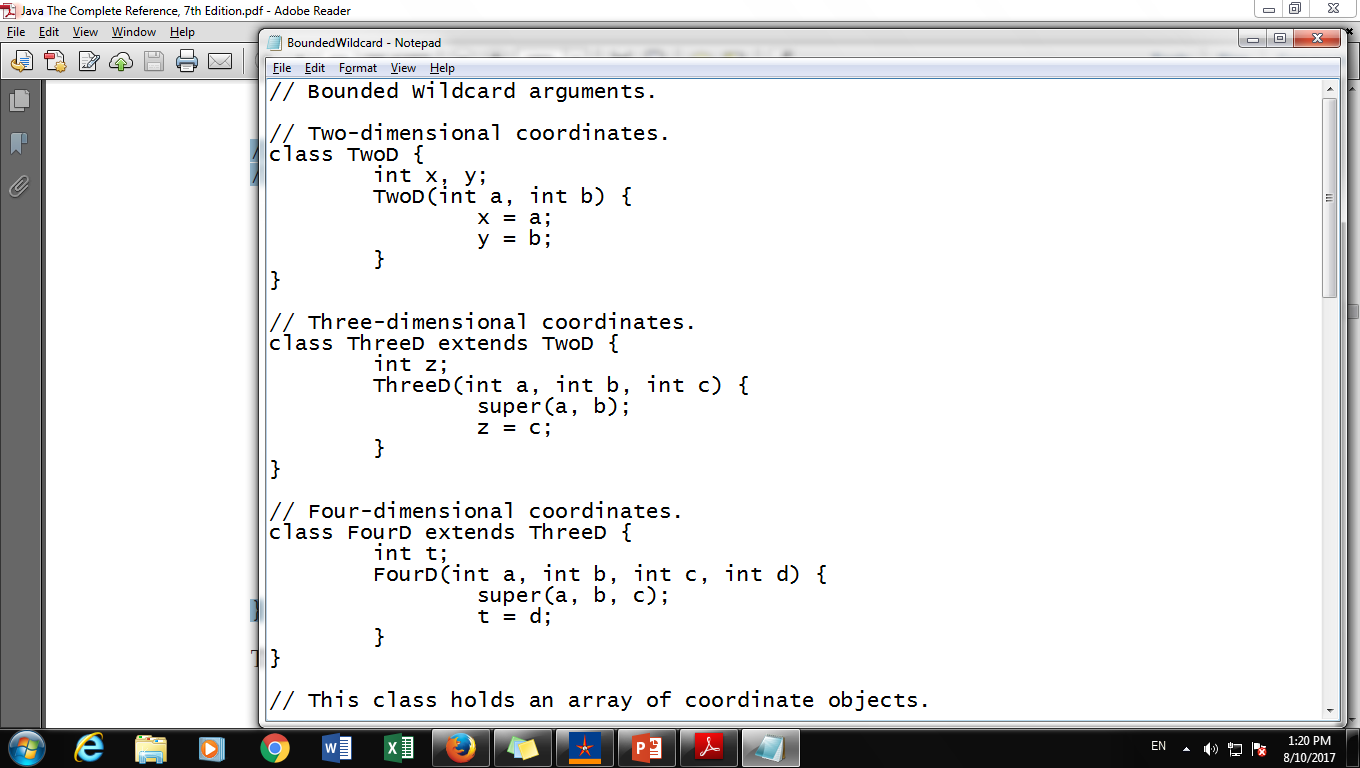 Java The Complete Reference, 7th Edition.pdf - Adobe Reader
File Edit View Window Help
BoundedWildcard - Notepad
File Edit Format View Help
// Bounded Wildcard arguments.
// Two-dimensional coordinates.
class TwoD {
int x, y;
TwoD(int a, int b) {
x = a;
y = b;
}
}
// Three-dimensional coordinates.
class ThreeD extends TwoD {
int z;
ThreeD(int a, int b, int c) {
super(a, b);
z = c;
}
}
// Four-dimensional coordinates.
class FourD extends ThreeD {
int t;
FourD(int a, int b, int c, int d) {
super(a, b, c);
t = d;
}
}
// This class holds an array of coordinate objects.
EN
1:20 PM
8/10/2017